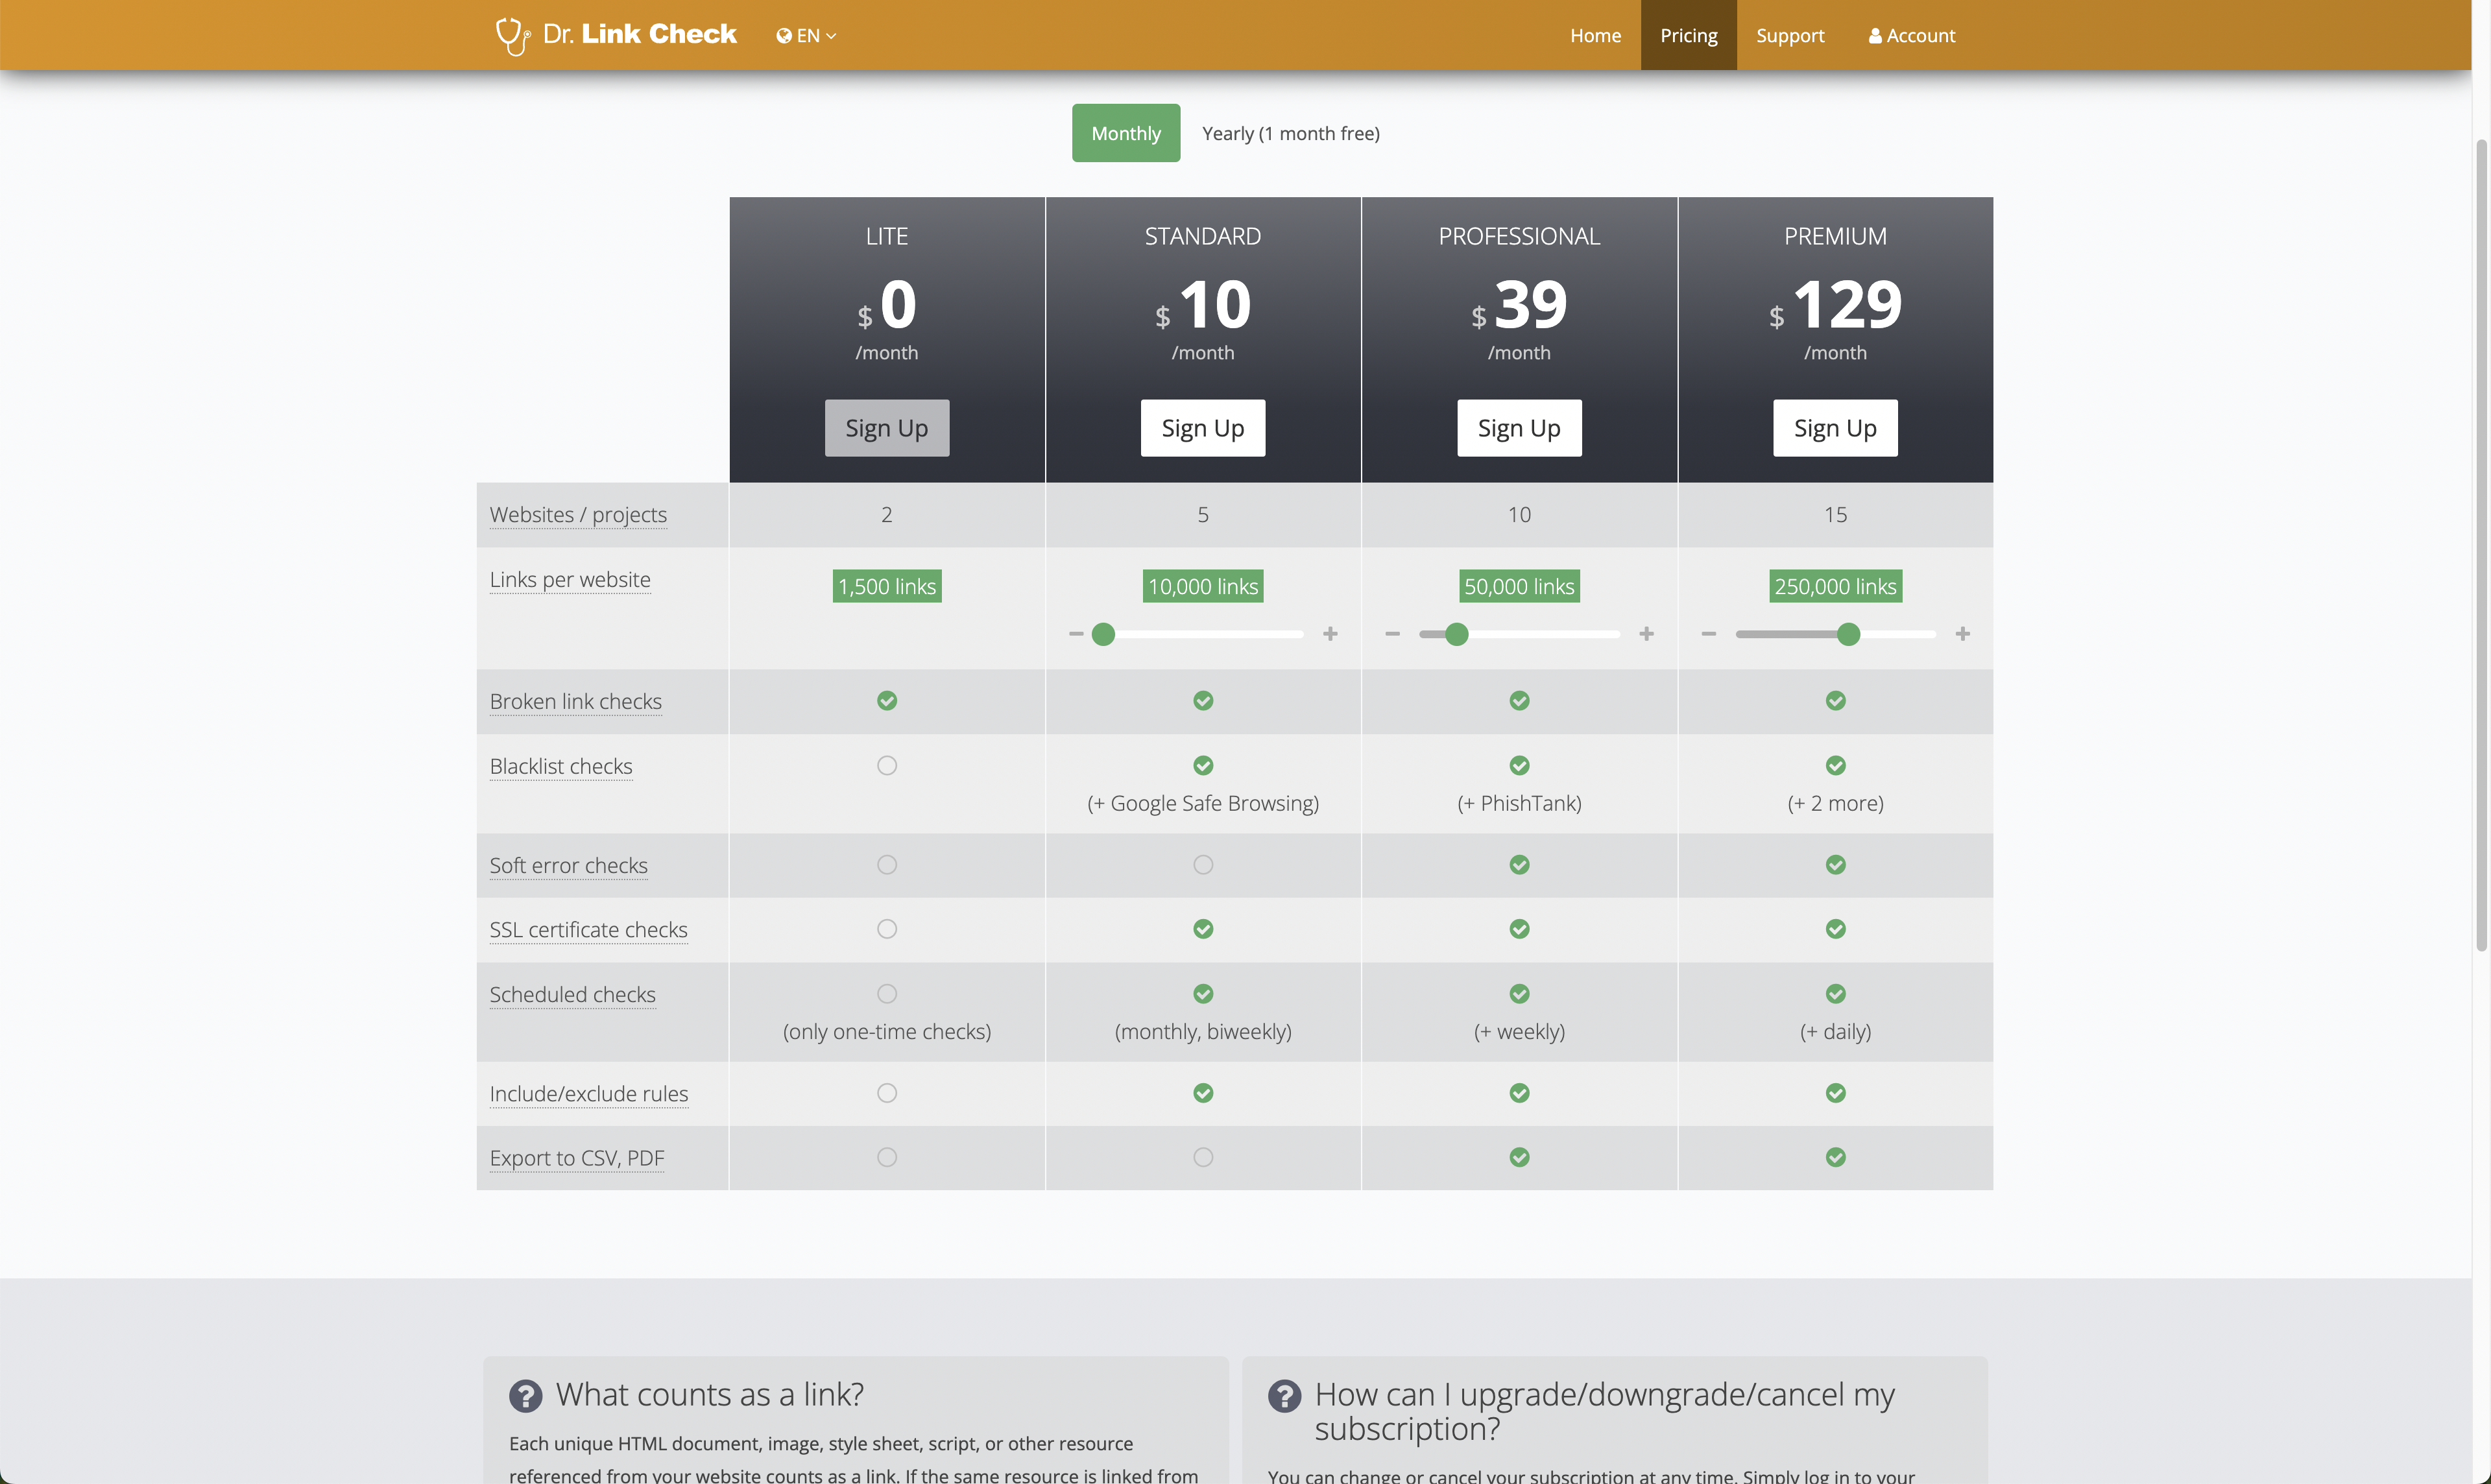 Dr. Link Check
EN
Home
Pricing
Support
Account
Monthly
Yearly (1 month free)
LITE
STANDARD
PROFESSIONAL
PREMIUM
$ 0
$ 10
$ 39
$ 129
/month
/month
/month
/month
Sign Up
Sign Up
Sign Up
Sign Up
Websites / projects
2
5
10
15
Links per website
1,500 links
10,000 links
50,000 links
250,000 links
Broken link checks
Blacklist checks
(+ Google Safe Browsing)
(+ PhishTank)
(+ 2 more)
Soft error checks
SSL certificate checks
Scheduled checks
(only one-time checks)
(monthly, biweekly)
(+ weekly)
(+ daily)
Include/exclude rules
Export to CSV, PDF
What counts as a link?
Each unique HTML document, image, style sheet, script, or other resource
referenced from your website counts as a link. If the same resource is linked from
How can I upgrade/downgrade/cancel my
subscription?
You can change or cancel your subscription at any time. Simply log in to your